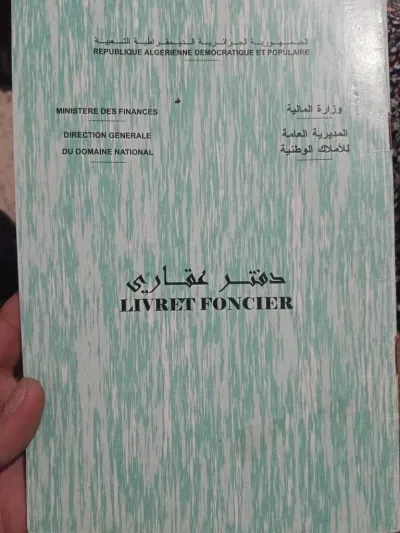 الجمهورية الجزائرية الديمقراطية الشعبية
REPUBLIQUE ALGERIENNE DEMOCRATIQUE ET POPULAIRE
MINISTERE DES FINANCES
DIRECTION GENERALE
DU DOMAINE NATIONAL
وزارة المالية
المديرية العامة
للأملاك الوطنية
دفتر عقاري
LIVRET FONCIER